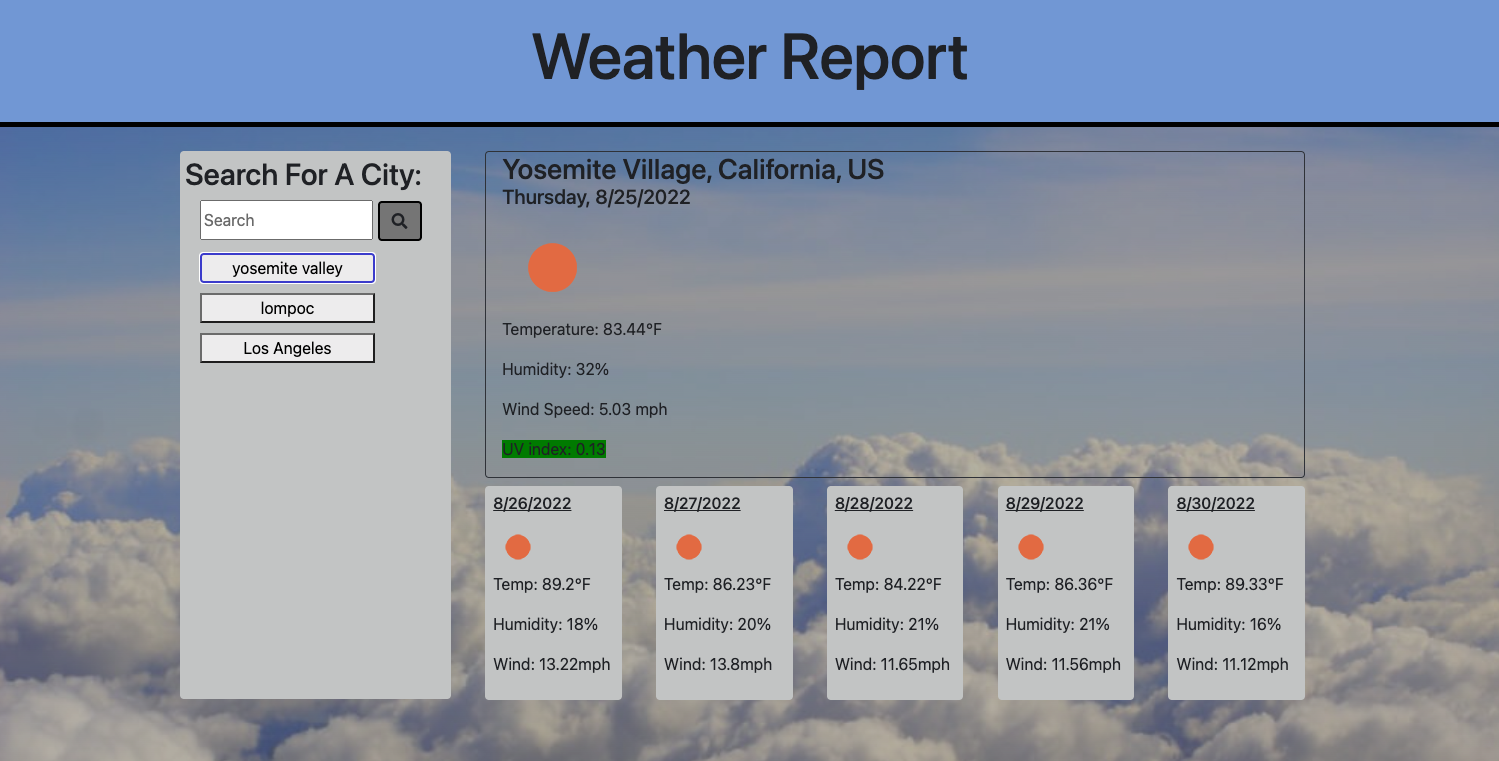 Weather Report
Search For A City:
Search
yosemite valley
lompoc
Los Angeles
Yosemite Village, California, US
Thursday, 8/25/2022
Temperature: 83.44°F
Humidity: 32%
Wind Speed: 5.03 mph
UV index: 0.13
8/26/2022
Temp: 89.2°F
Humidity: 18%
Wind: 13.22mph
8/27/2022
Temp: 86.23°F
Humidity: 20%
Wind: 13.8mph
8/28/2022
Temp: 84.22°F
Humidity: 21%
Wind: 11.65mph
8/29/2022
Temp: 86.36°F
Humidity: 21%
Wind: 11.56mph
8/30/2022
Temp: 89.33°F
Humidity: 16%
Wind: 11.12mph